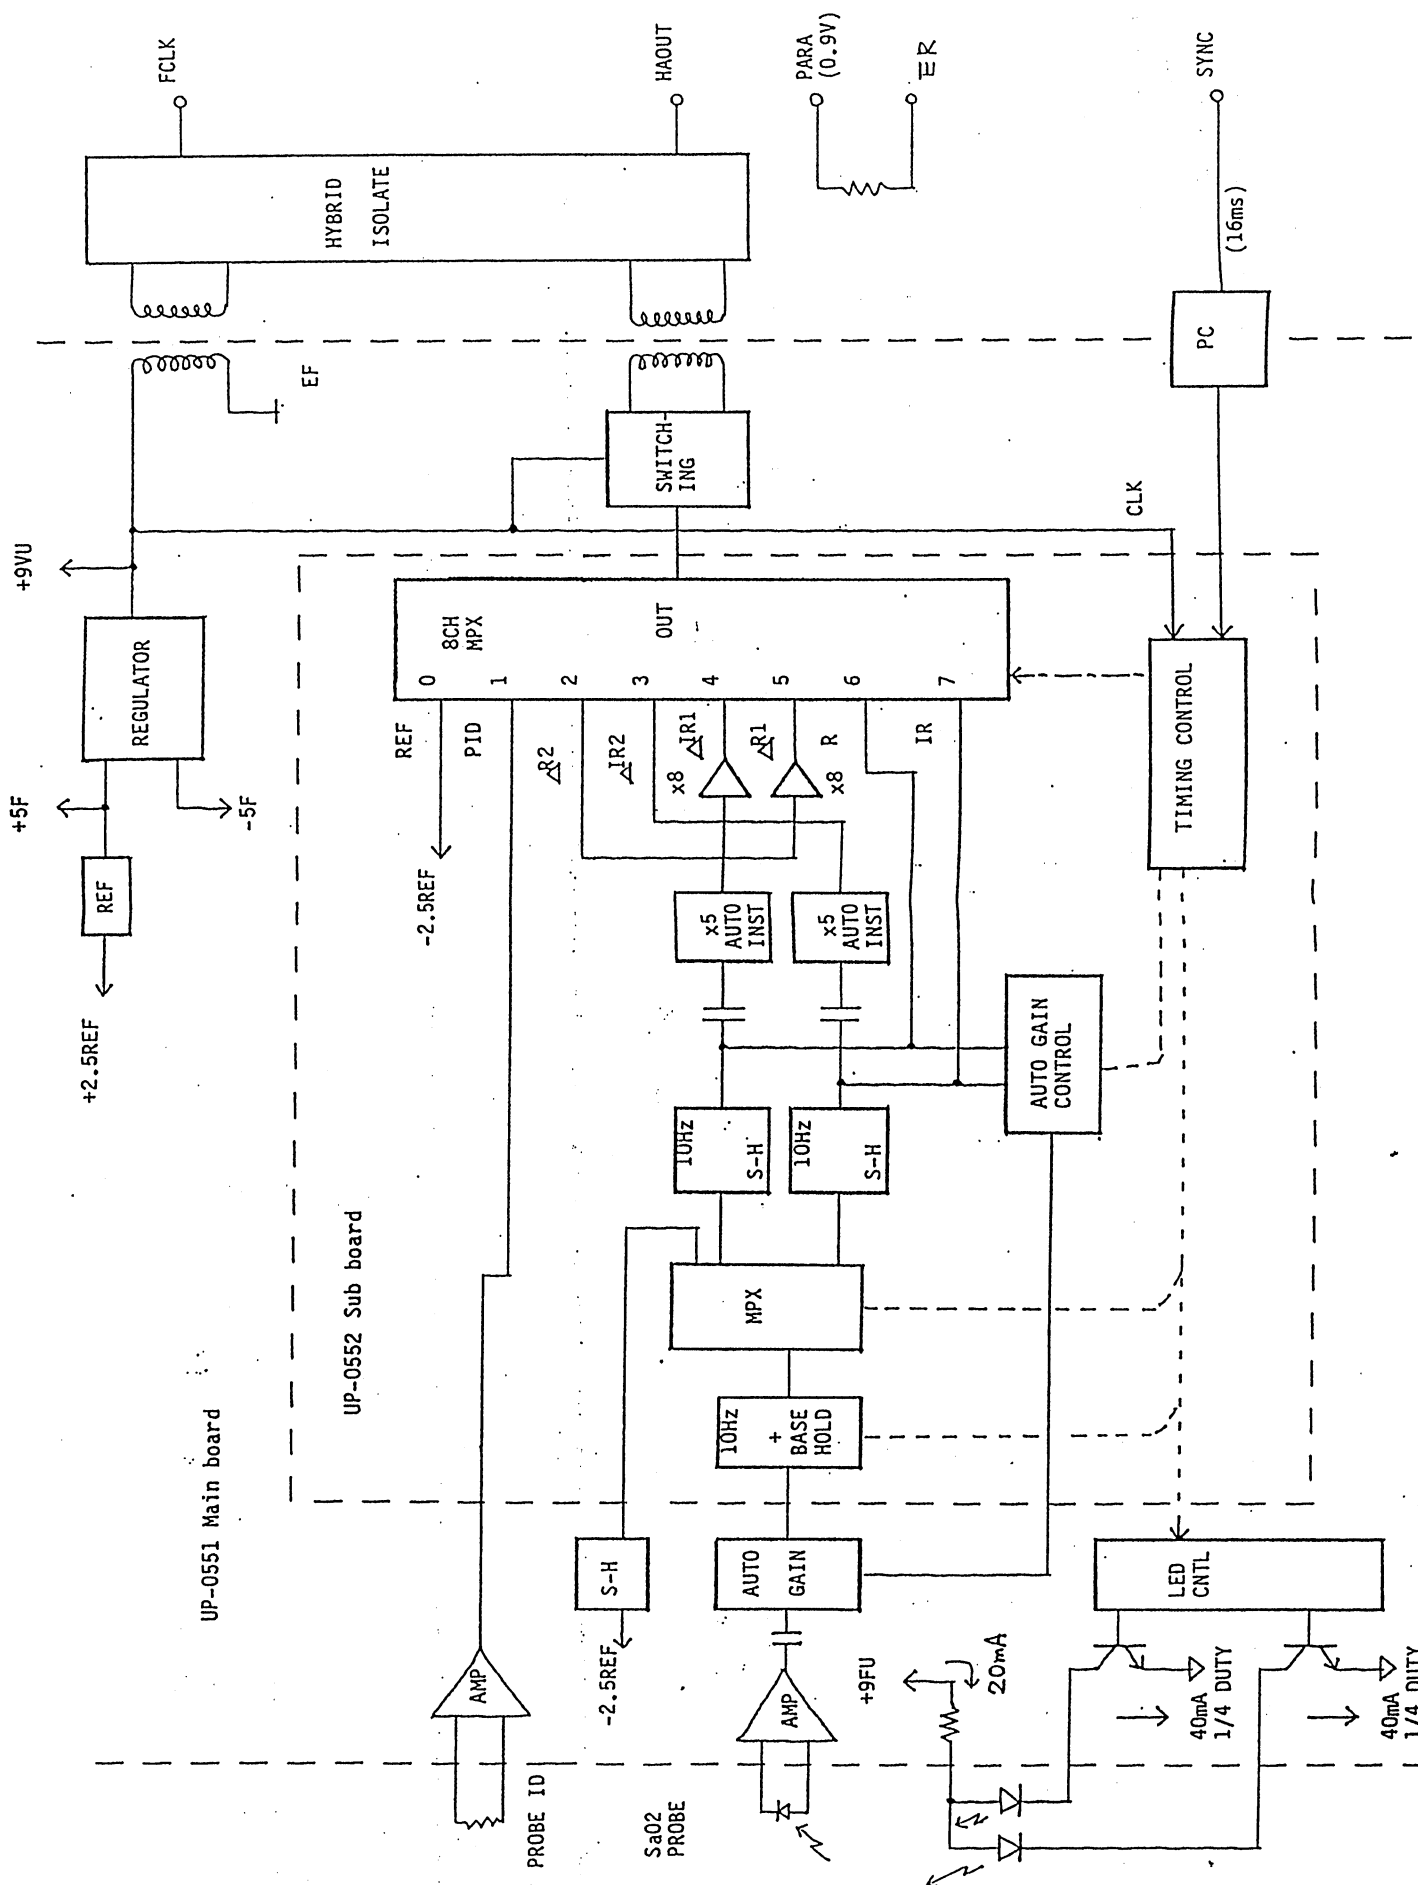 UP-0551 Main board
UP-0552 Sub board
+2.5REF
REF
+5F
-5F
REGULATOR
+9VU
EF
HYBRID
ISOLATE
FCLK
HAOUT
PARA
(0.9V)
ER
SYNC
(16ms)
PC
CLK
SWITCH-
ING
8CH
MPX
OUT
0
1
2
3
4
5
6
7
REF
PID
△R2
△IR2
△IR1
△R1
R
IR
-2.5REF
x8
x8
x5
AUTO
INST
x5
AUTO
INST
10Hz
S-H
10Hz
S-H
MPX
10Hz
+
BASE
HOLD
AUTO
GAIN
S-H
-2.5REF
AUTO GAIN
CONTROL
TIMING CONTROL
LED
CNTL
AMP
PROBE ID
SaO2
PROBE
AMP
+9FU
20mA
40mA
1/4 DUTY
40mA
1/4 DUTY